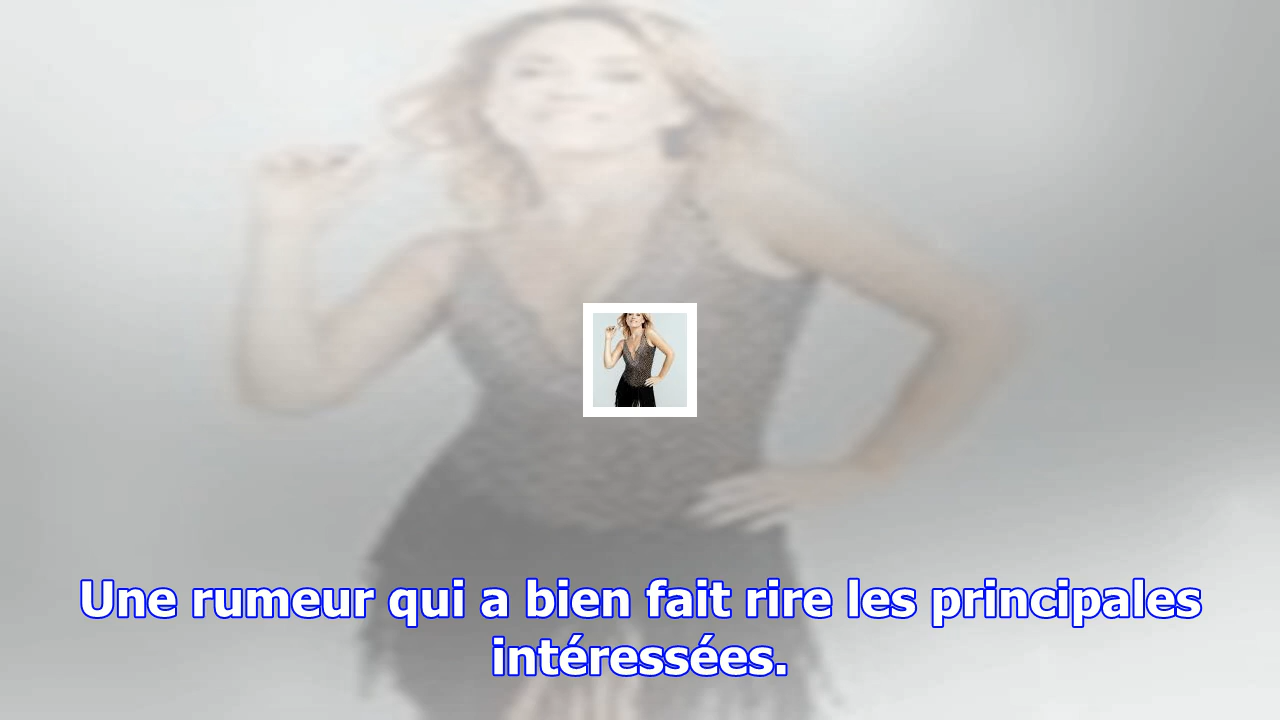 Une rumeur qui a bien fait rire les principales
intéressées.